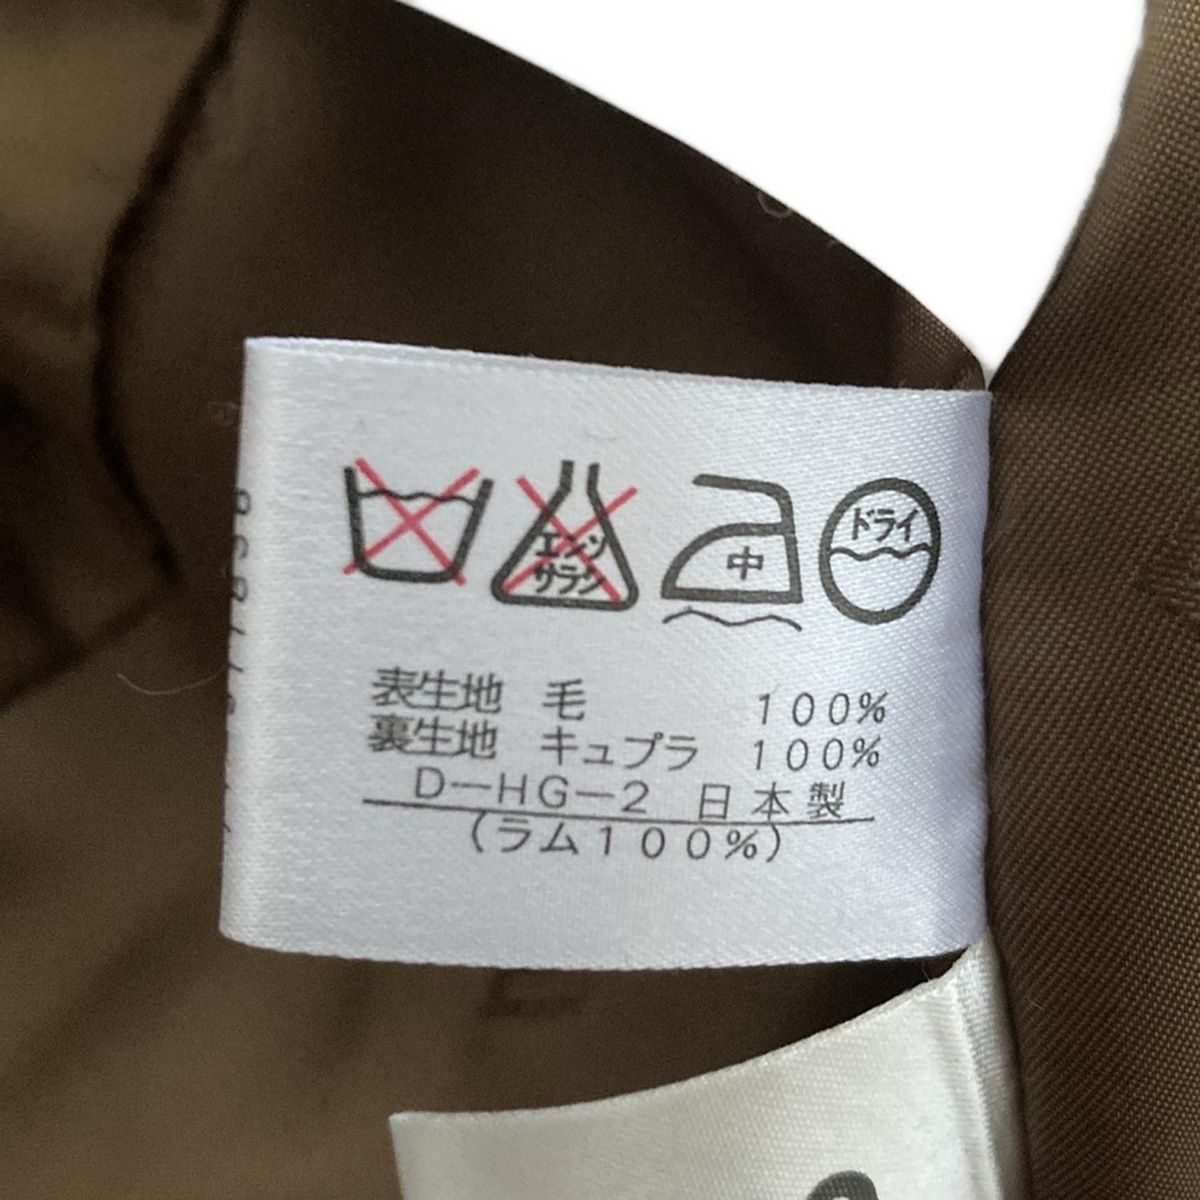 エンソ
サラシ
中
ドライ
表生地 毛 100%
裏生地 キュプラ 100%
D-HG-2 日本製
(ラム100%)